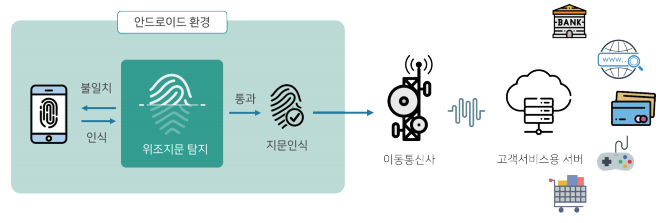 안드로이드 환경
BANK
불일치
통과
www..
인식
위조지문 탐지
지문인식
이동통신사
고객서비스용 서버